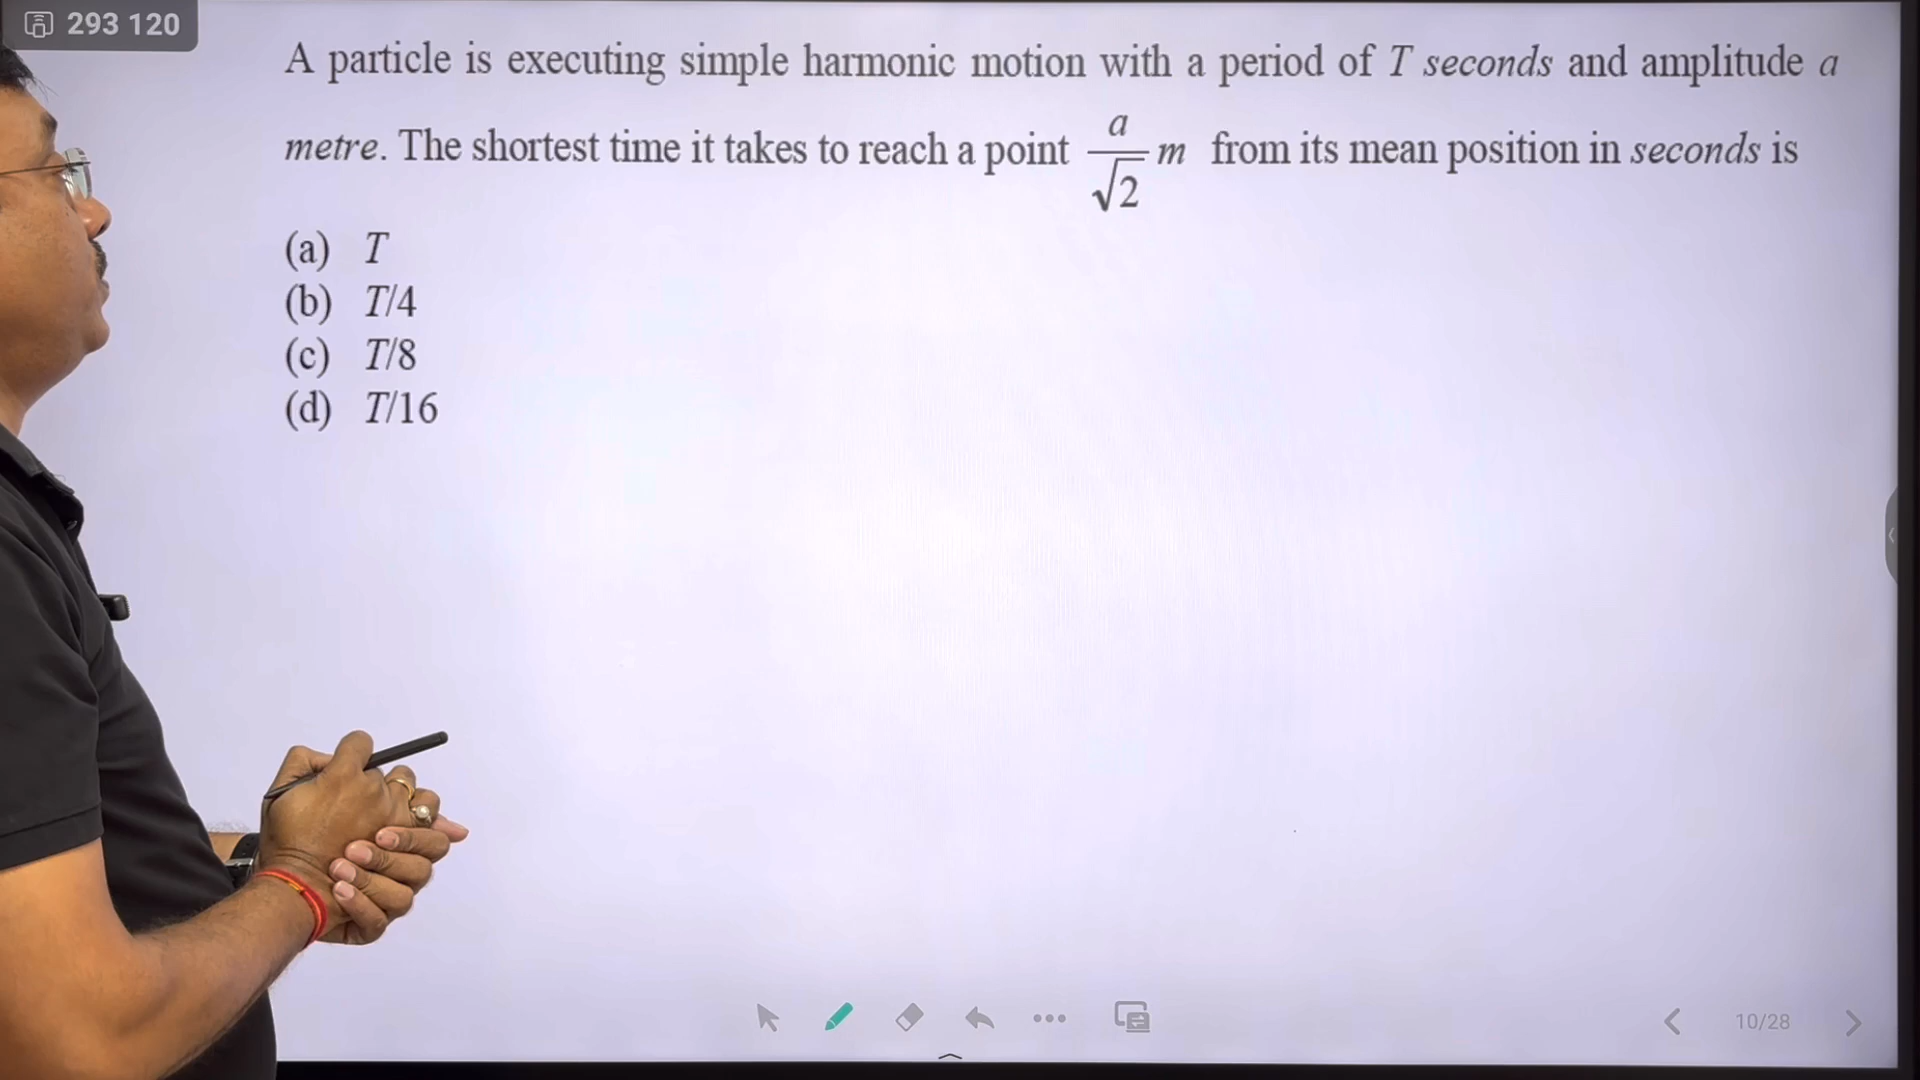 293 120
A particle is executing simple harmonic motion with a period of T seconds and amplitude a
metre. The shortest time it takes to reach a point a/√2 m from its mean position in seconds is
(a) T
(b) T/4
(c) T/8
(d) T/16
10/28